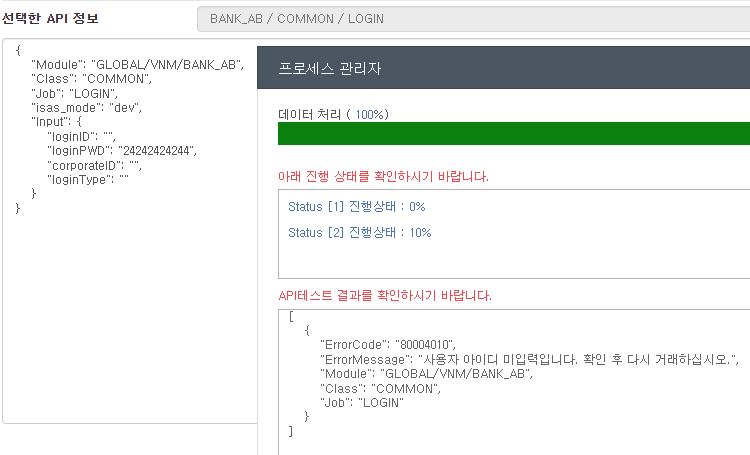 선택한 API 정보
BANK_AB / COMMON / LOGIN
{
"Module": "GLOBAL/VNM/BANK_AB",
"Class": "COMMON",
"Job": "LOGIN",
"isas_mode": "dev",
"Input": {
"loginID": "",
"loginPWD": "24242424244",
"corporateID": "",
"loginType": ""
}
}
프로세스 관리자
데이터 처리 ( 100%)
아래 진행 상태를 확인하시기 바랍니다.
Status [1] 진행상태 : 0%
Status [2] 진행상태 : 10%
API테스트 결과를 확인하시기 바랍니다.
[
{
"ErrorCode": "80004010",
"ErrorMessage": "사용자 아이디 미입력입니다. 확인 후 다시 거래하십시오.",
"Module": "GLOBAL/VNM/BANK_AB",
"Class": "COMMON",
"Job": "LOGIN"
}
]